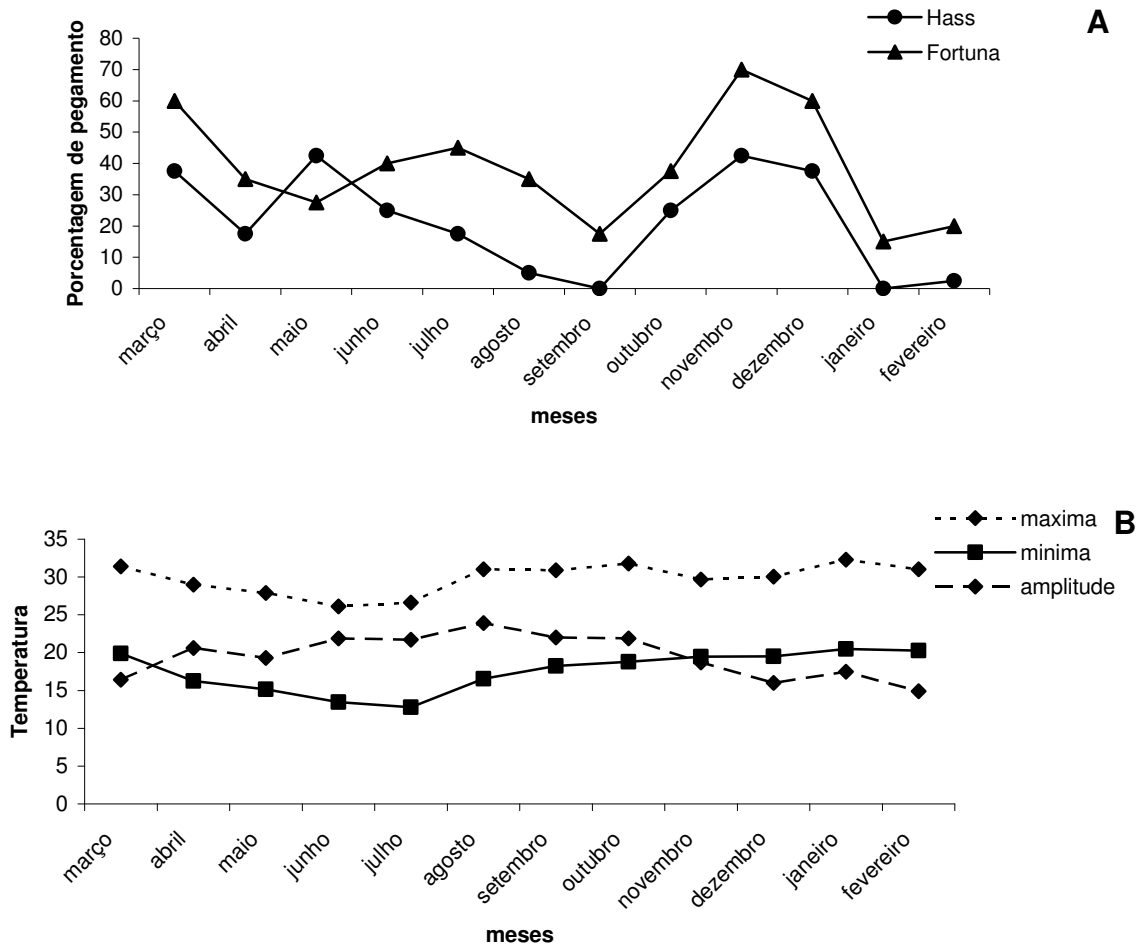 Hass
A
Fortuna
Porcentagem de pegamento
80
70
60
50
40
30
20
10
0
março
abril
maio
junho
julho
agosto
setembro
outubro
novembro
dezembro
janeiro
fevereiro
meses
maxima
B
minima
amplitude
Temperatura
35
30
25
20
15
10
5
0
março
abril
maio
junho
julho
agosto
setembro
outubro
novembro
dezembro
janeiro
fevereiro
meses